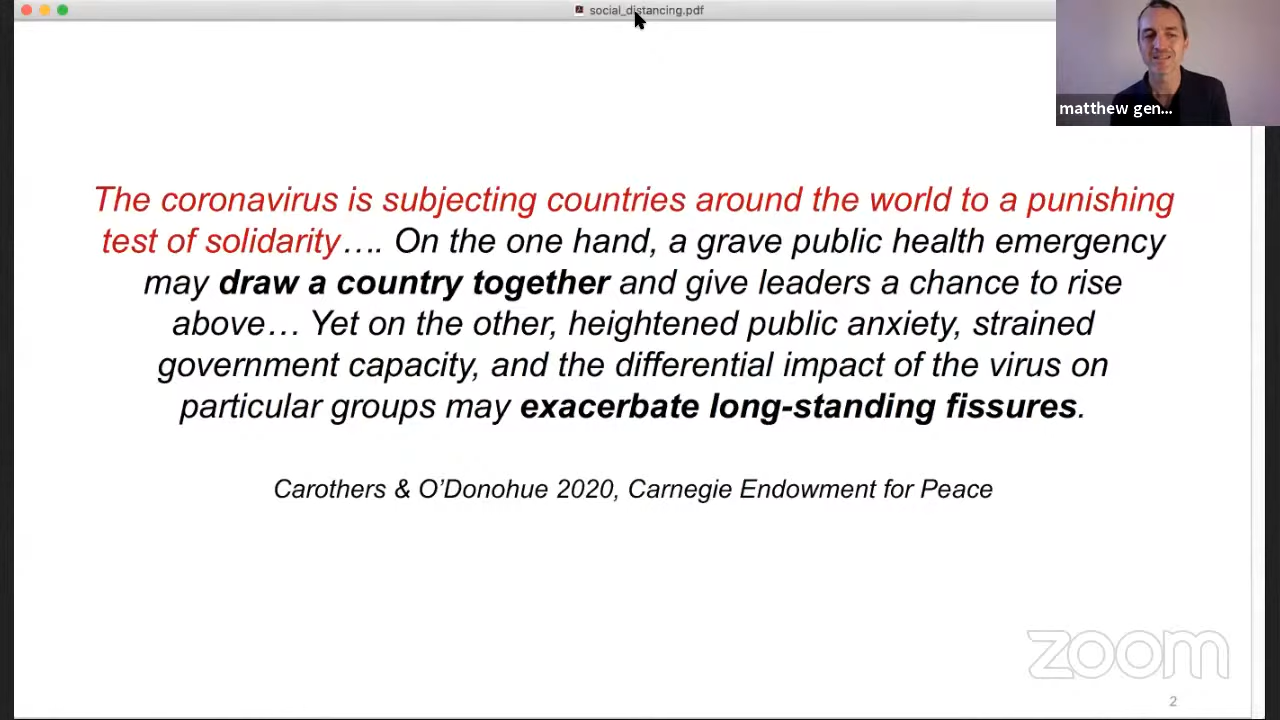 social_distancing.pdf
matthew gen...
The coronavirus is subjecting countries around the world to a punishing
test of solidarity…. On the one hand, a grave public health emergency
may draw a country together and give leaders a chance to rise
above… Yet on the other, heightened public anxiety, strained
government capacity, and the differential impact of the virus on
particular groups may exacerbate long-standing fissures.
Carothers & O’Donohue 2020, Carnegie Endowment for Peace
zoom
2